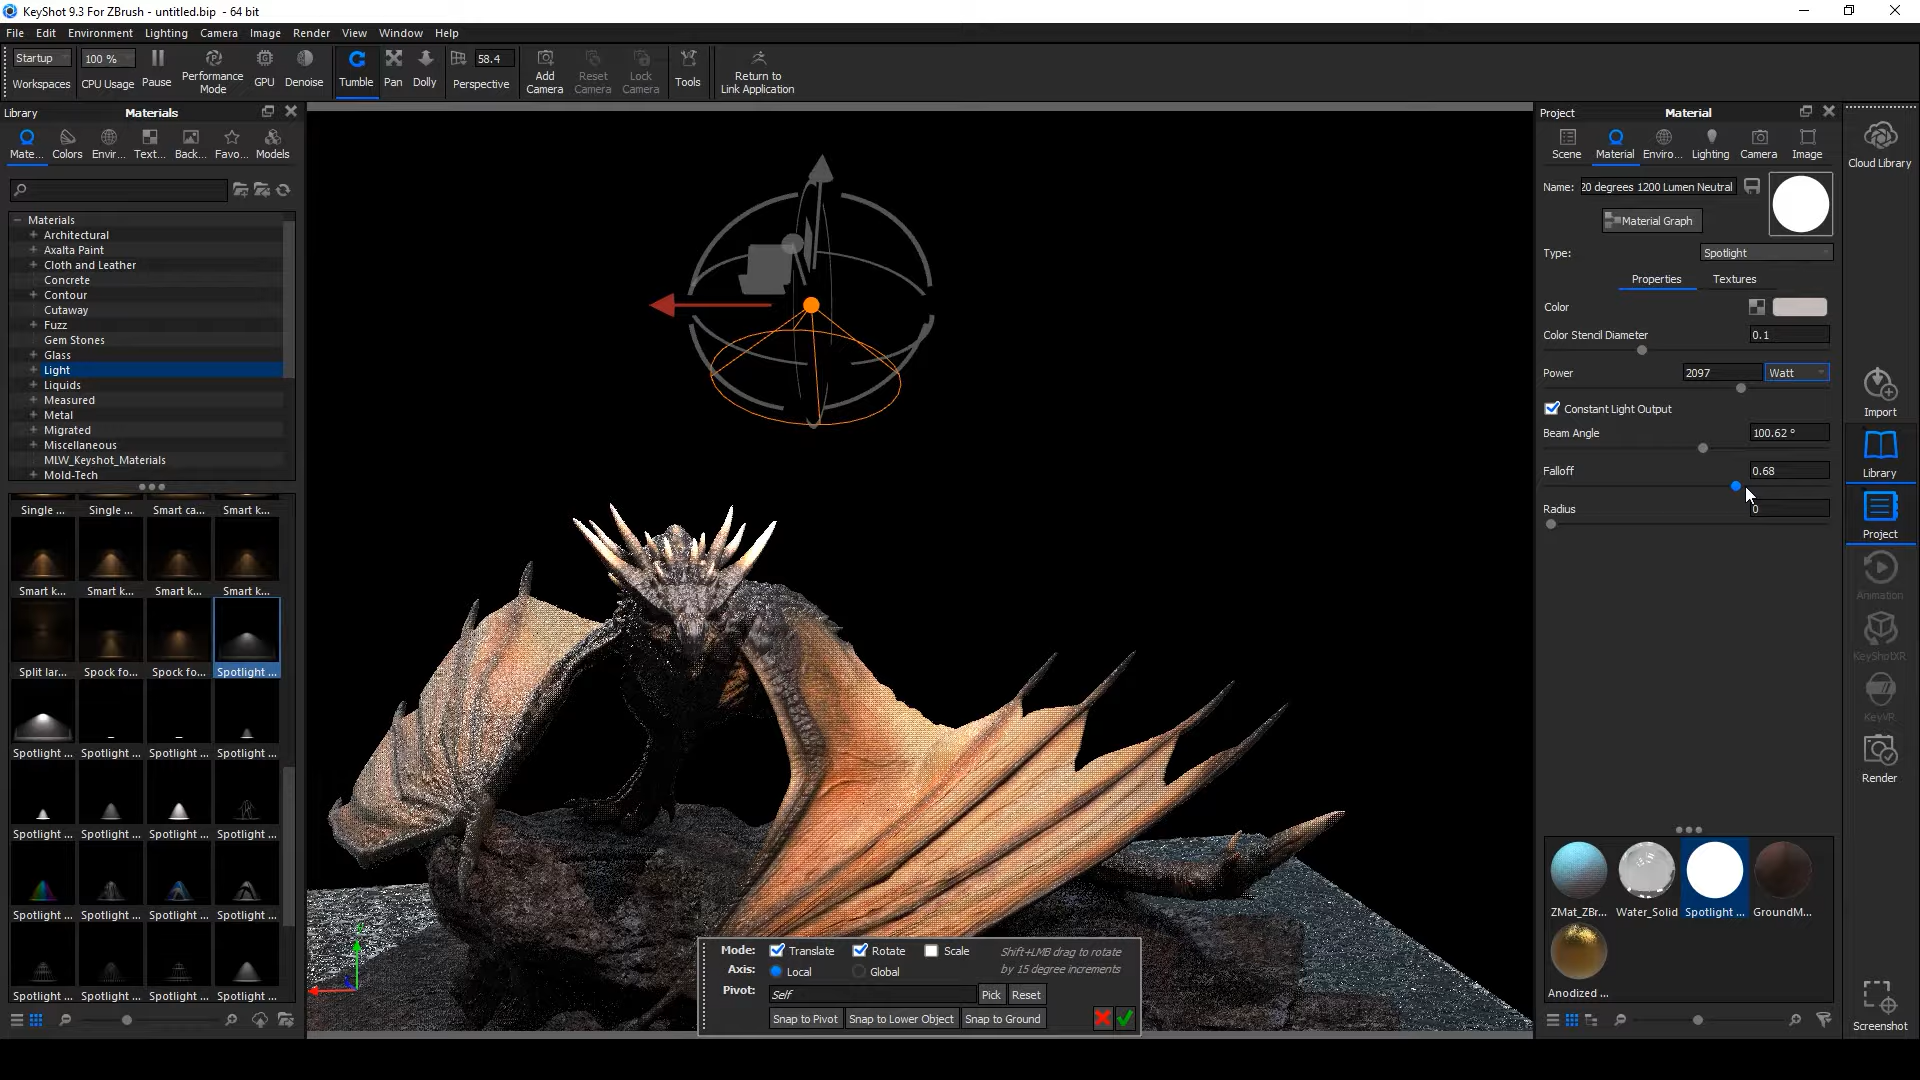 KeyShot 9.3 For ZBrush - untitled.bip - 64 bit
File Edit Environment Lighting Camera Image Render View Window Help
Startup 100 % 58.4
Workspaces CPU Usage Pause Performance Mode GPU Denoise Tumble Pan Dolly Perspective Add Camera Reset Camera Lock Camera Tools Return to Link Application
Library Materials
Mate... Colors Envir... Text... Back... Favo... Models
Materials
Architectural
Axalta Paint
Cloth and Leather
Concrete
Contour
Cutaway
Fuzz
Gem Stones
Glass
Light
Liquids
Measured
Metal
Migrated
Miscellaneous
MLW_Keyshot_Materials
Mold-Tech
Single ... Single ... Smart ca... Smart k...
Smart k... Smart k... Smart k... Smart k...
Split lar... Spock fo... Spock fo... Spotlight ...
Spotlight ... Spotlight ... Spotlight ... Spotlight ...
Spotlight ... Spotlight ... Spotlight ... Spotlight ...
Spotlight ... Spotlight ... Spotlight ... Spotlight ...
Spotlight ... Spotlight ... Spotlight ... Spotlight ...
Mode: Translate Rotate Scale
Axis: Local Global
Shift+LMB drag to rotate
by 15 degree increments
Pivot: Self Pick Reset
Snap to Pivot Snap to Lower Object Snap to Ground
Project Material
Scene Material Enviro... Lighting Camera Image
Name: 20 degrees 1200 Lumen Neutral
Material Graph
Type: Spotlight
Properties Textures
Color
Color Stencil Diameter 0.1
Power 2097 Watt
Constant Light Output
Beam Angle 100.62 °
Falloff 0.68
Radius 0
ZMat_ZBr... Water_Solid Spotlight ... GroundM...
Anodized ...
Cloud Library
Import
Library
Project
Animation
KeyShotXR
KeyVR
Render
Screenshot